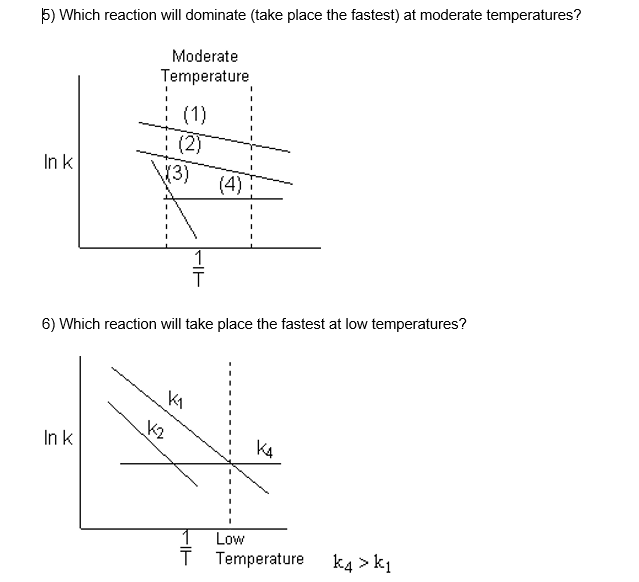 5) Which reaction will dominate (take place the fastest) at moderate temperatures?
Moderate
Temperature
(1)
(2)
ln k
(3)
(4)
1
T
6) Which reaction will take place the fastest at low temperatures?
k1
k2
ln k
k4
1
T
Low
Temperature
k4 > k1